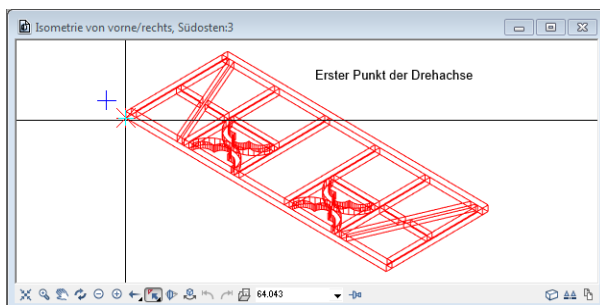 Isometrie von vorne/rechts, Südosten:3
Erster Punkt der Drehachse
64.043